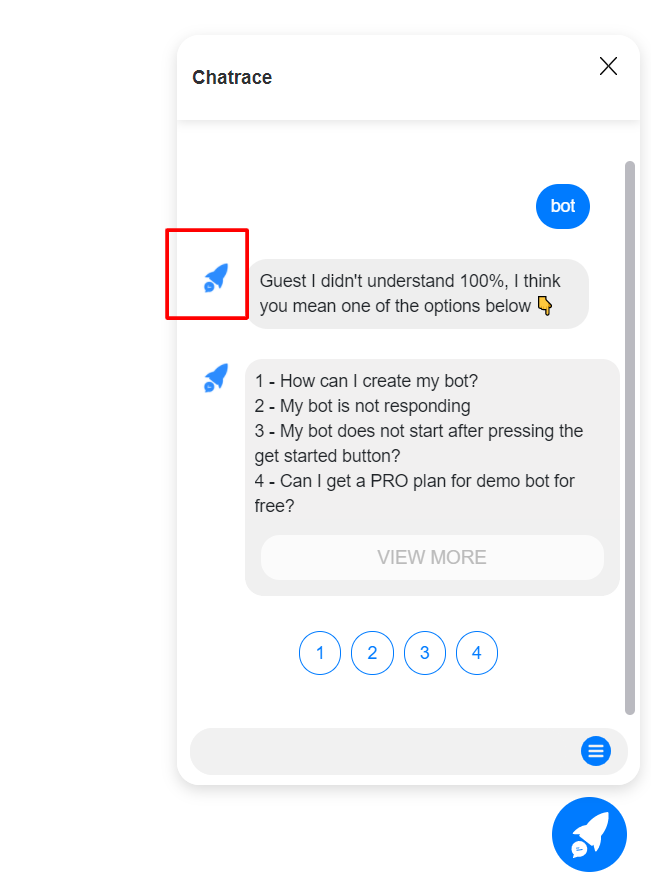 Chatrace
bot
Guest I didn't understand 100%, I think
you mean one of the options below 👇
1 - How can I create my bot?
2 - My bot is not responding
3 - My bot does not start after pressing the
get started button?
4 - Can I get a PRO plan for demo bot for
free?
VIEW MORE
1 2 3 4